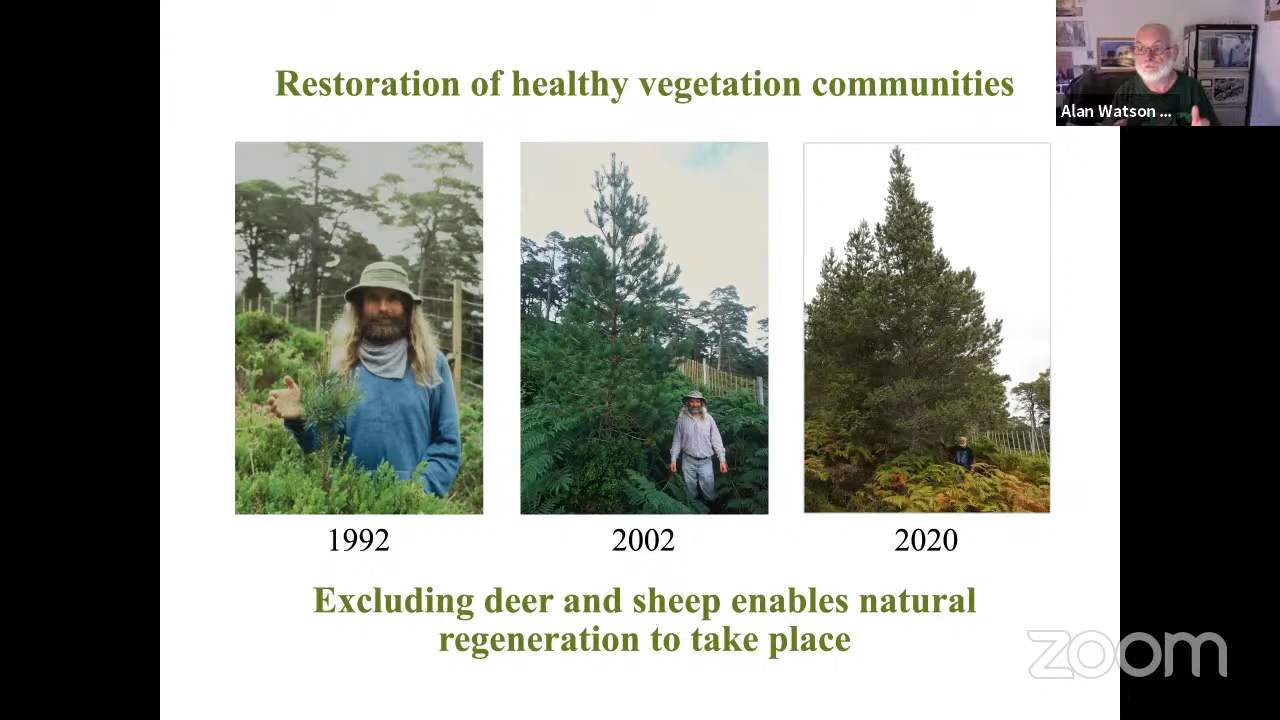 Restoration of healthy vegetation communities
Alan Watson ...
1992
2002
2020
Excluding deer and sheep enables natural
regeneration to take place
zoom